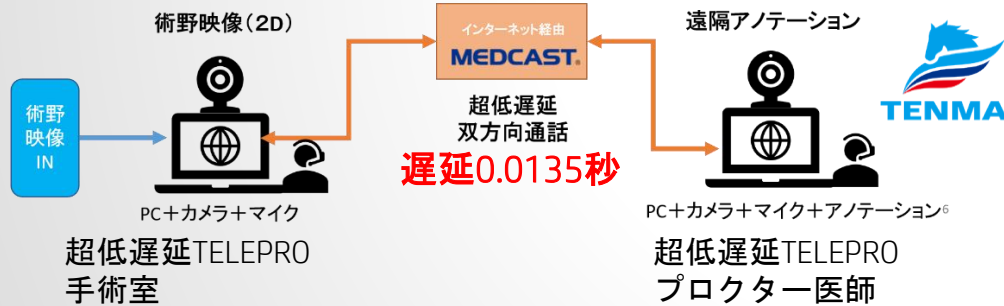 術野映像（2D）
インターネット経由
MEDCAST®
遠隔アノテーション
TENMA
術野
映像
IN
超低遅延
双方向通話
遅延0.0135秒
PC＋カメラ＋マイク
PC＋カメラ＋マイク＋アノテーション6
超低遅延TELEPRO
手術室
超低遅延TELEPRO
プロクター医師